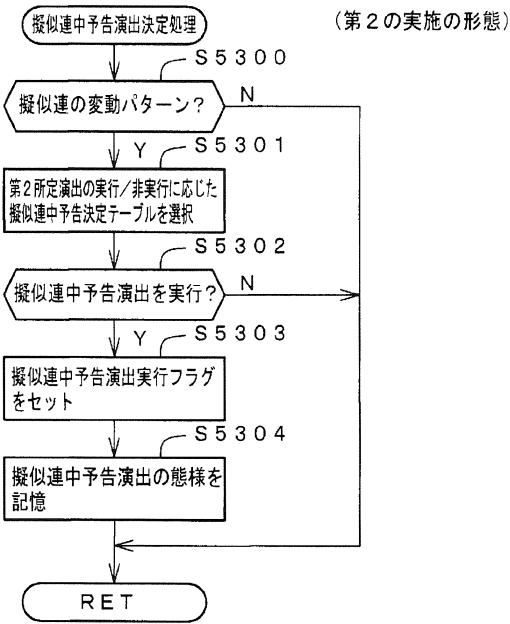 擬似連中予告演出決定処理
(第2の実施の形態)
S5300
擬似連の変動パターン?
N
Y
S5301
第2所定演出の実行/非実行に応じた
擬似連中予告決定テーブルを選択
S5302
擬似連中予告演出を実行?
N
Y
S5303
擬似連中予告演出実行フラグ
をセット
S5304
擬似連中予告演出の態様を
記憶
RET